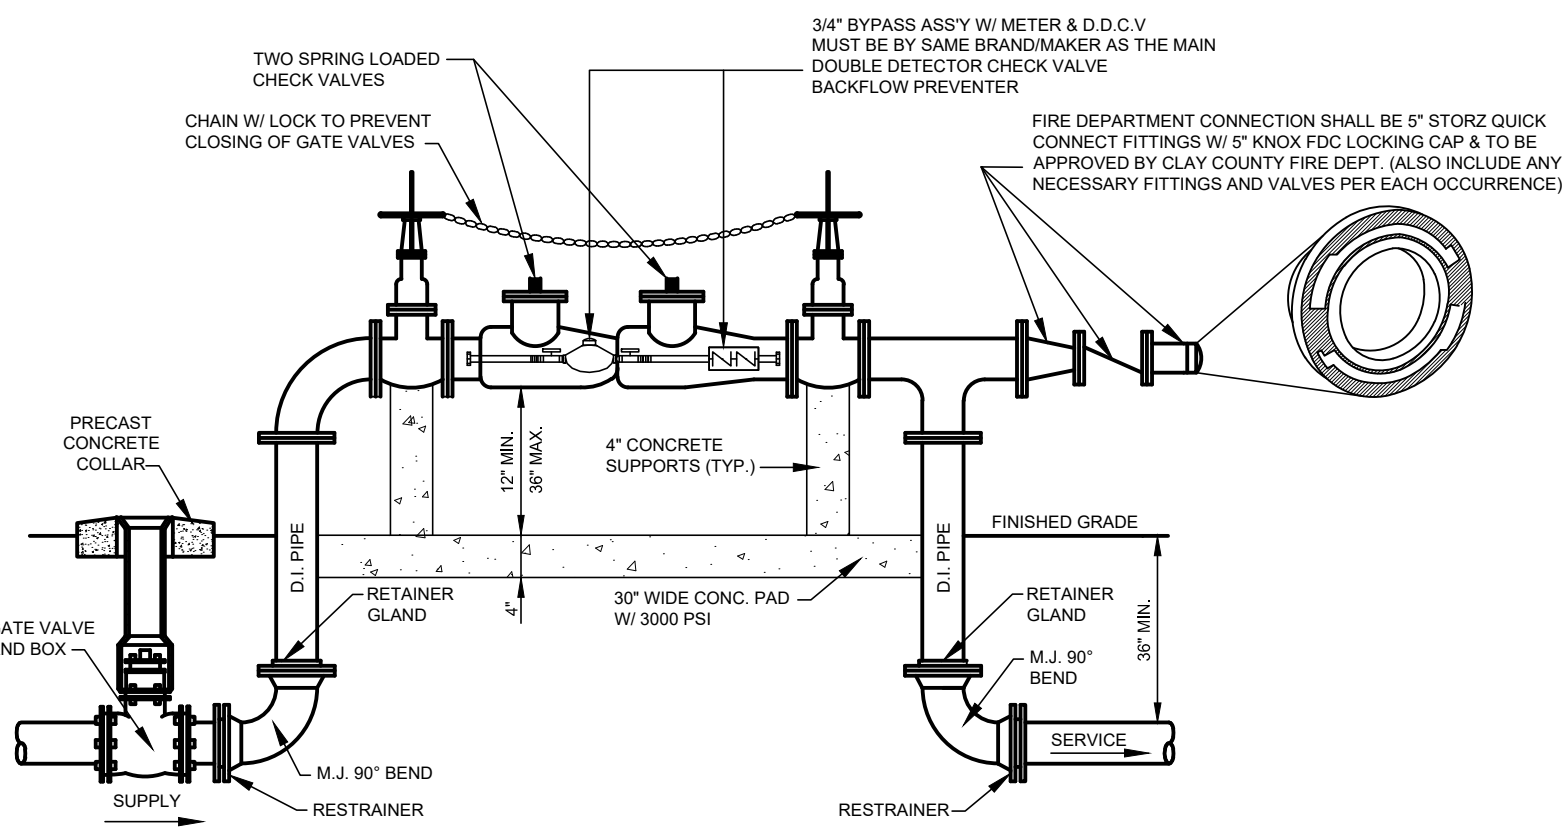 3/4" BYPASS ASS'Y W/ METER & D.D.C.V
MUST BE BY SAME BRAND/MAKER AS THE MAIN
DOUBLE DETECTOR CHECK VALVE
BACKFLOW PREVENTER
TWO SPRING LOADED
CHECK VALVES
CHAIN W/ LOCK TO PREVENT
CLOSING OF GATE VALVES
FIRE DEPARTMENT CONNECTION SHALL BE 5" STORZ QUICK
CONNECT FITTINGS W/ 5" KNOX FDC LOCKING CAP & TO BE
APPROVED BY CLAY COUNTY FIRE DEPT. (ALSO INCLUDE ANY
NECESSARY FITTINGS AND VALVES PER EACH OCCURRENCE)
PRECAST
CONCRETE
COLLAR
12" MIN.
36" MAX.
4" CONCRETE
SUPPORTS (TYP.)
FINISHED GRADE
D.I. PIPE
D.I. PIPE
4"
RETAINER
GLAND
30" WIDE CONC. PAD
W/ 3000 PSI
RETAINER
GLAND
36" MIN.
GATE VALVE
AND BOX
M.J. 90°
BEND
SERVICE
M.J. 90° BEND
SUPPLY
RESTRAINER
RESTRAINER